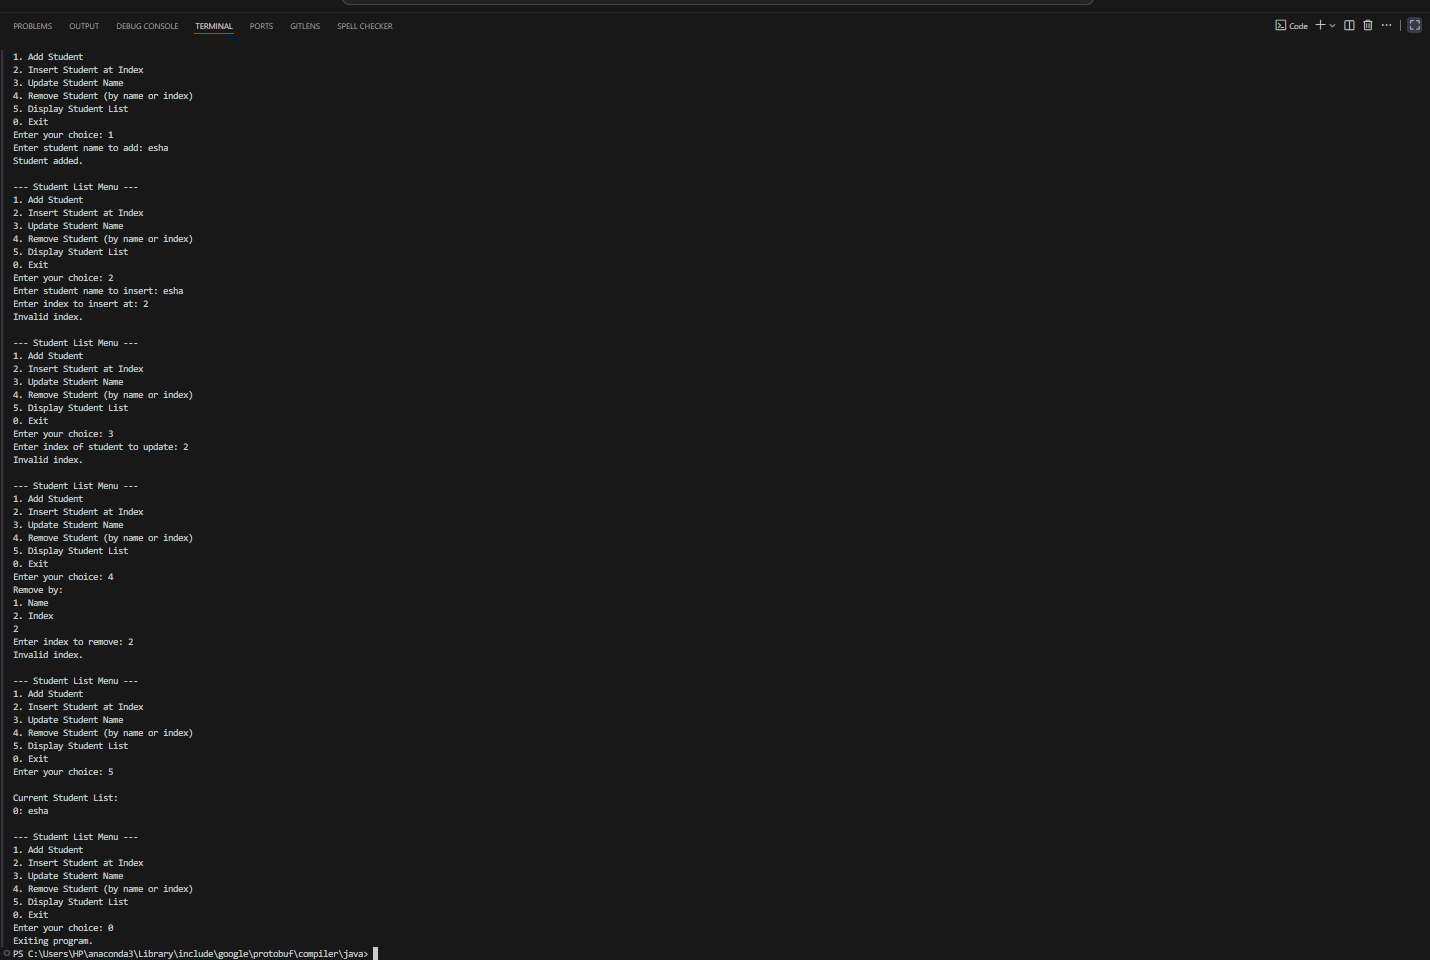 PROBLEMS OUTPUT DEBUG CONSOLE TERMINAL PORTS GITLENS SPELL CHECKER Code
1. Add Student
2. Insert Student at Index
3. Update Student Name
4. Remove Student (by name or index)
5. Display Student List
0. Exit
Enter your choice: 1
Enter student name to add: esha
Student added.
--- Student List Menu ---
1. Add Student
2. Insert Student at Index
3. Update Student Name
4. Remove Student (by name or index)
5. Display Student List
0. Exit
Enter your choice: 2
Enter student name to insert: esha
Enter index to insert at: 2
Invalid index.
--- Student List Menu ---
1. Add Student
2. Insert Student at Index
3. Update Student Name
4. Remove Student (by name or index)
5. Display Student List
0. Exit
Enter your choice: 3
Enter index of student to update: 2
Invalid index.
--- Student List Menu ---
1. Add Student
2. Insert Student at Index
3. Update Student Name
4. Remove Student (by name or index)
5. Display Student List
0. Exit
Enter your choice: 4
Remove by:
1. Name
2. Index
2
Enter index to remove: 2
Invalid index.
--- Student List Menu ---
1. Add Student
2. Insert Student at Index
3. Update Student Name
4. Remove Student (by name or index)
5. Display Student List
0. Exit
Enter your choice: 5
Current Student List:
0: esha
--- Student List Menu ---
1. Add Student
2. Insert Student at Index
3. Update Student Name
4. Remove Student (by name or index)
5. Display Student List
0. Exit
Enter your choice: 0
Exiting program.
PS C:\Users\HP\anaconda3\Library\include\google\protobuf\compiler\java>